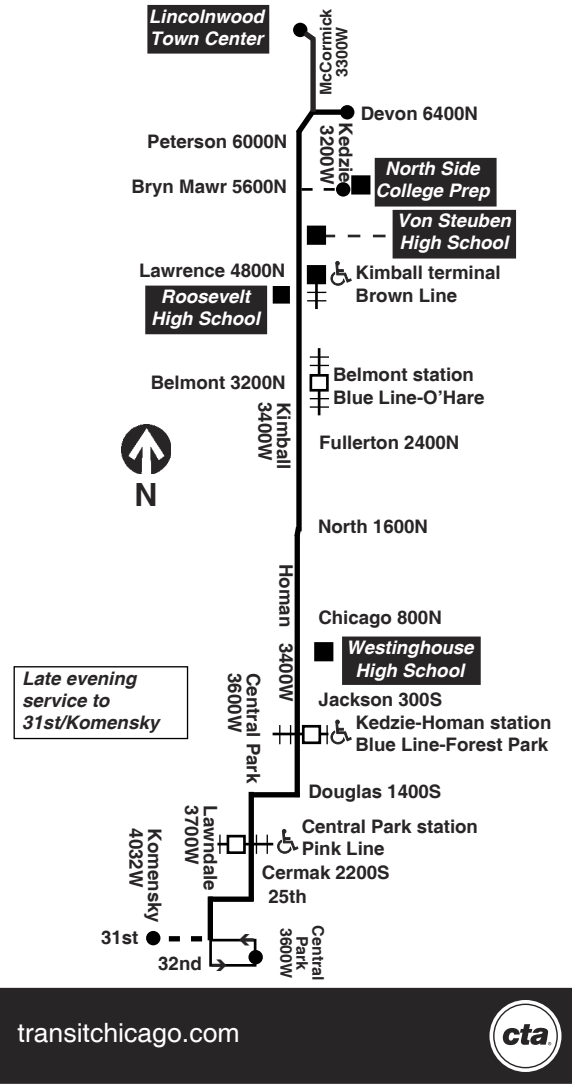 Lincolnwood
Town Center
McCormick
3300W
Devon 6400N
Peterson 6000N
Kedzie
3200W
Bryn Mawr 5600N
North Side
College Prep
Von Steuben
High School
Lawrence 4800N
Kimball terminal
Brown Line
Roosevelt
High School
Belmont 3200N
Belmont station
Blue Line-O’Hare
Kimball
3400W
Fullerton 2400N
N
North 1600N
Homan 3400W
Chicago 800N
Westinghouse
High School
Late evening
service to
31st/Komensky
Central Park
3600W
Jackson 300S
Kedzie-Homan station
Blue Line-Forest Park
Douglas 1400S
Lawndale
3700W
Central Park station
Pink Line
Komensky
4032W
Cermak 2200S
25th
31st
32nd
Central
Park
3600W
transitchicago.com
cta